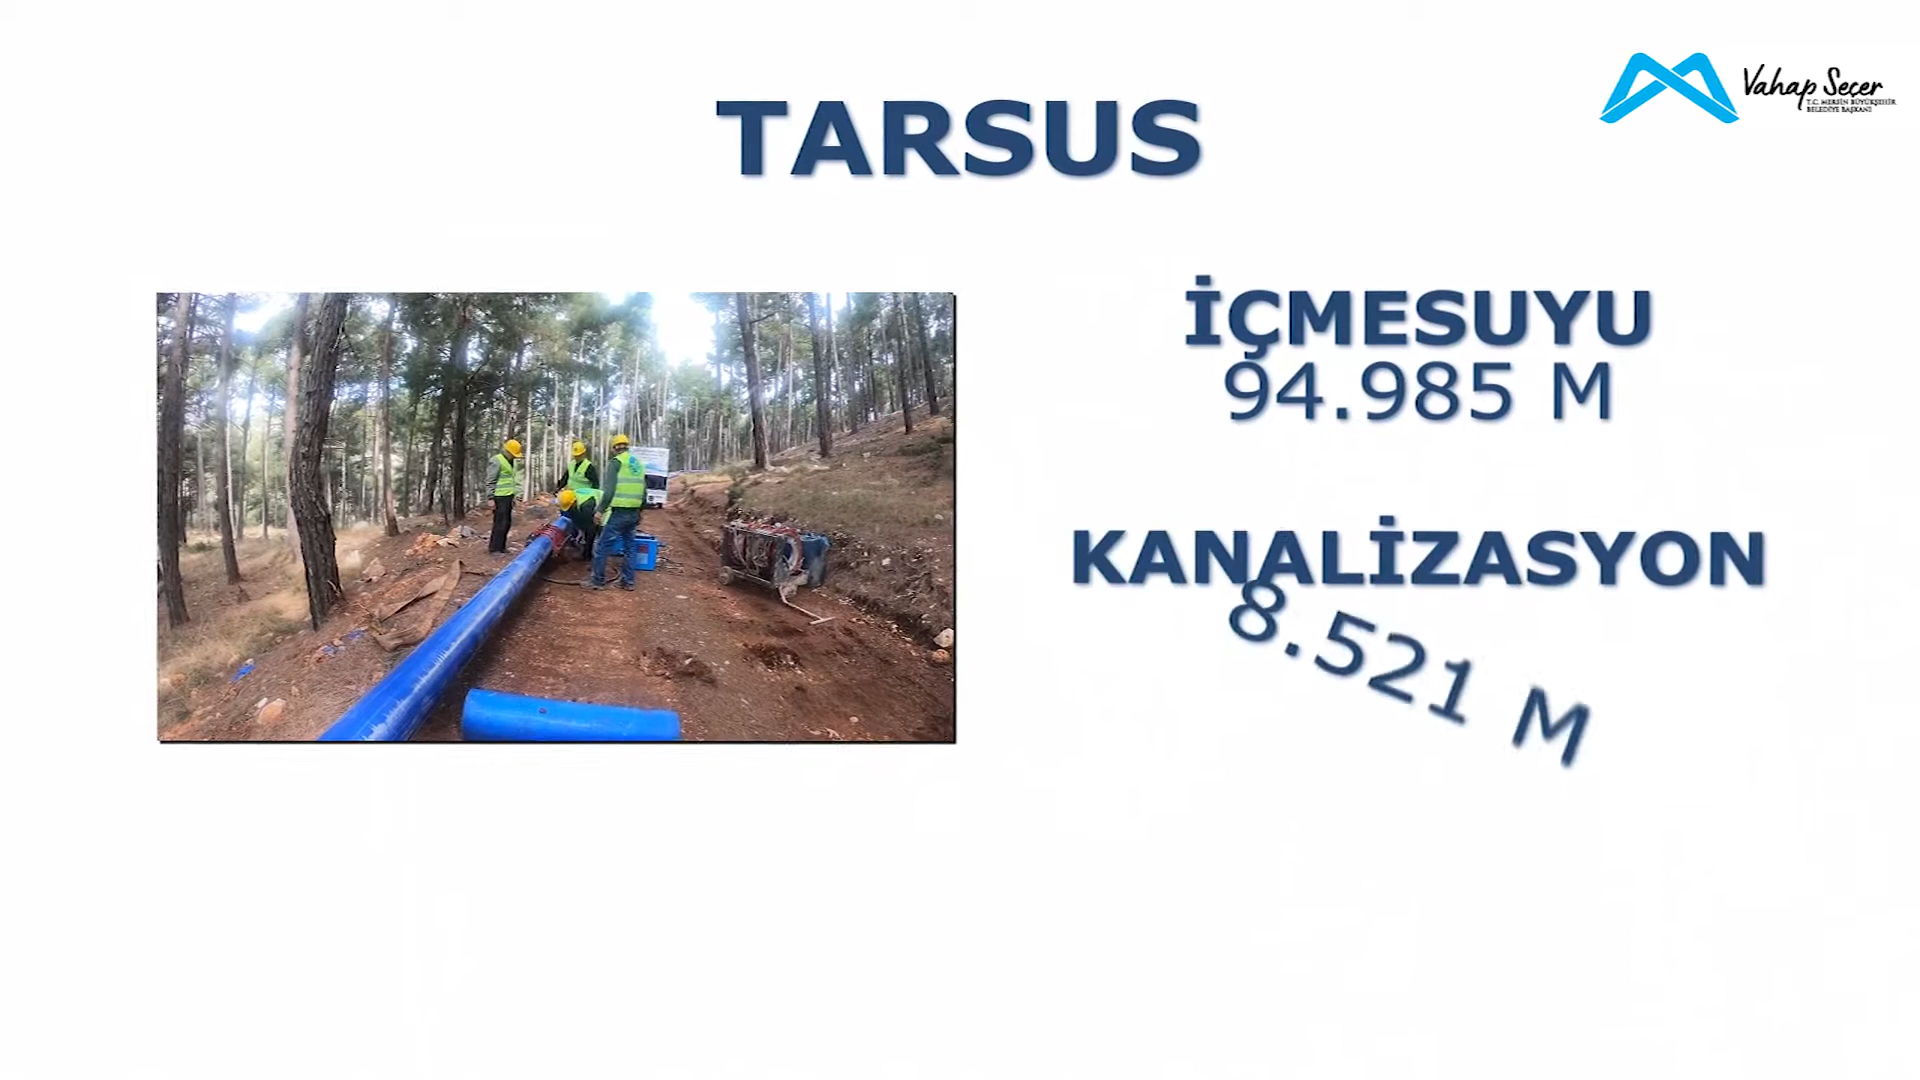 Vahap Seçer
T.C. MERSİN BÜYÜKŞEHİR
BELEDİYE BAŞKANI
TARSUS
İÇMESUYU
94.985 M
KANALİZASYON
8.521 M